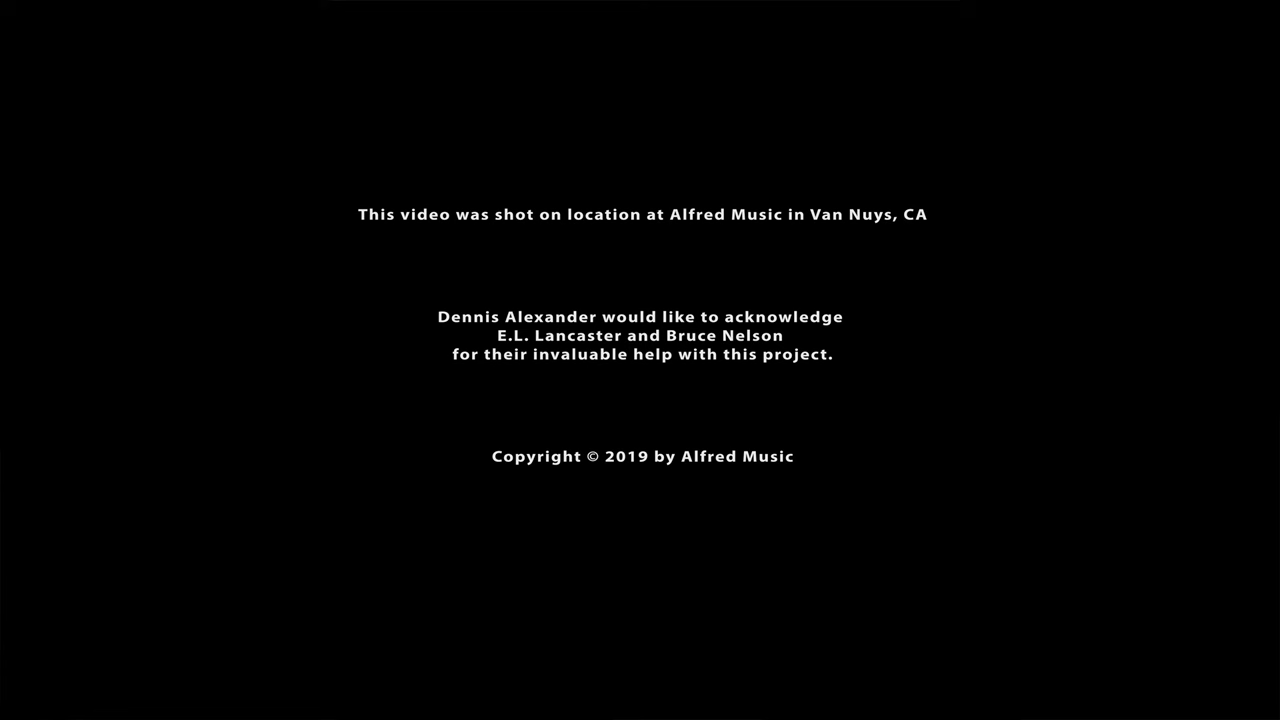 This video was shot on location at Alfred Music in Van Nuys, CA
Dennis Alexander would like to acknowledge
E.L. Lancaster and Bruce Nelson
for their invaluable help with this project.
Copyright © 2019 by Alfred Music